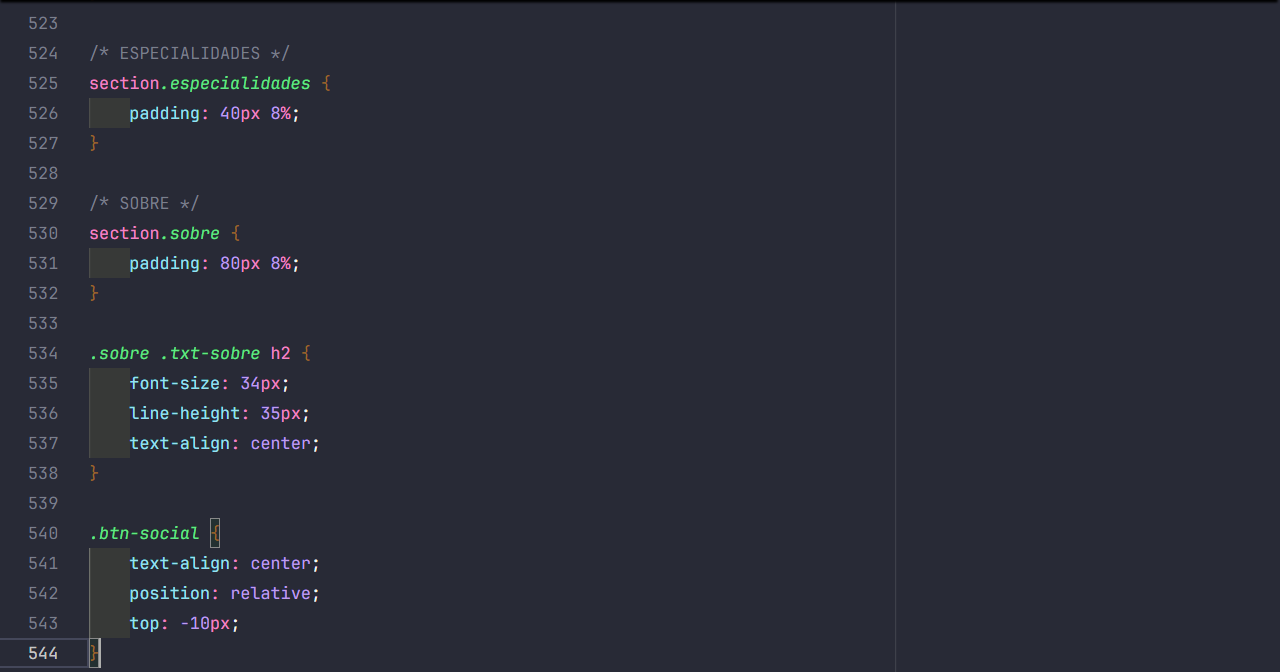 523
524 /* ESPECIALIDADES */
525 section.especialidades {
526     padding: 40px 8%;
527 }
528
529 /* SOBRE */
530 section.sobre {
531     padding: 80px 8%;
532 }
533
534 .sobre .txt-sobre h2 {
535     font-size: 34px;
536     line-height: 35px;
537     text-align: center;
538 }
539
540 .btn-social {
541     text-align: center;
542     position: relative;
543     top: -10px;
544 }